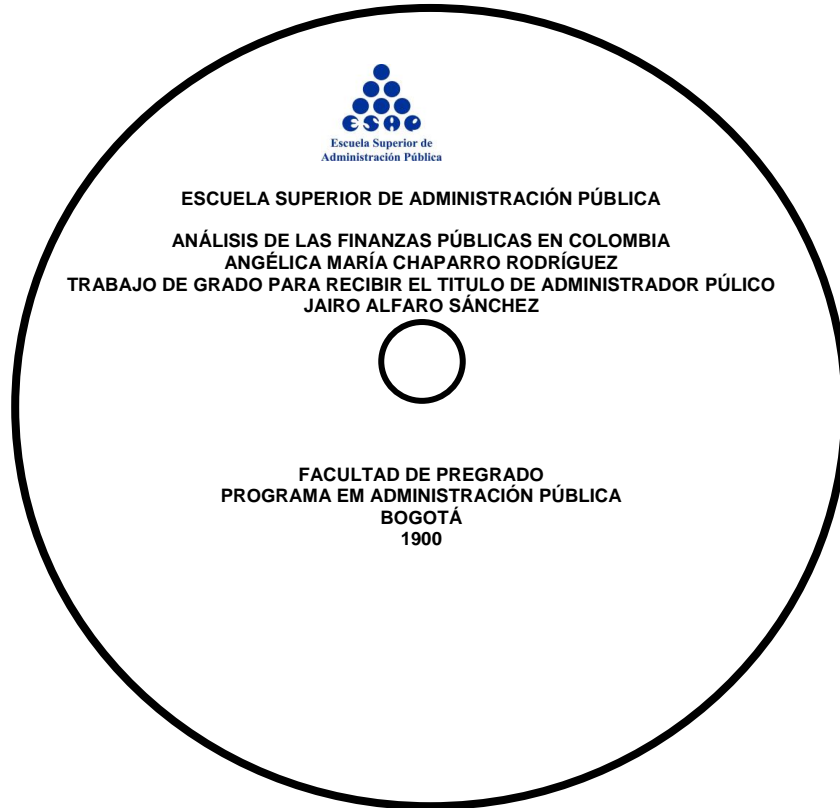 ESAP
Escuela Superior de
Administración Pública
ESCUELA SUPERIOR DE ADMINISTRACIÓN PÚBLICA
ANÁLISIS DE LAS FINANZAS PÚBLICAS EN COLOMBIA
ANGÉLICA MARÍA CHAPARRO RODRÍGUEZ
TRABAJO DE GRADO PARA RECIBIR EL TITULO DE ADMINISTRADOR PÚLICO
JAIRO ALFARO SÁNCHEZ
FACULTAD DE PREGRADO
PROGRAMA EM ADMINISTRACIÓN PÚBLICA
BOGOTÁ
1900